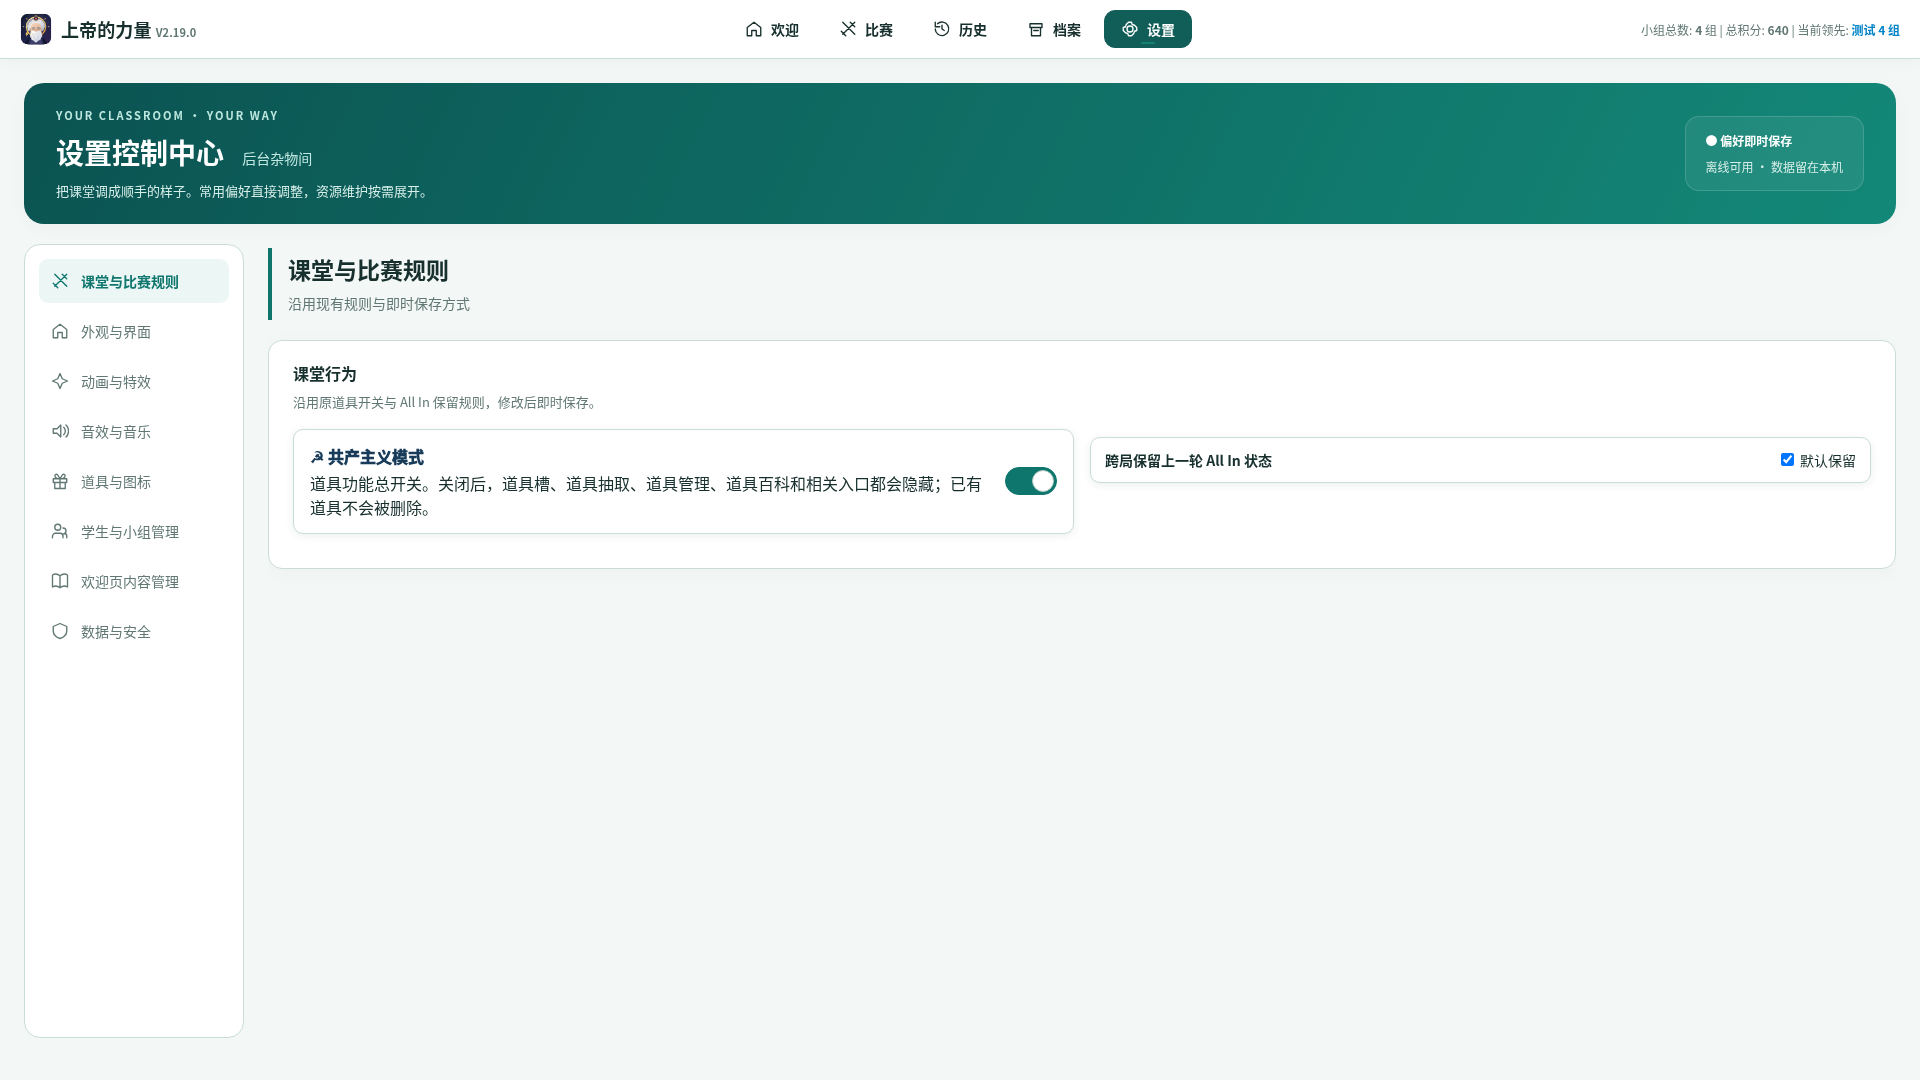 上帝的力量 V2.19.0
欢迎
比赛
历史
档案
设置
小组总数: 4 组 | 总积分: 640 | 当前领先: 测试 4 组
YOUR CLASSROOM · YOUR WAY
设置控制中心 后台杂物间
把课堂调成顺手的样子。常用偏好直接调整，资源维护按需展开。
偏好即时保存
离线可用 · 数据留在本机
课堂与比赛规则
外观与界面
动画与特效
音效与音乐
道具与图标
学生与小组管理
欢迎页内容管理
数据与安全
课堂与比赛规则
沿用现有规则与即时保存方式
课堂行为
沿用原道具开关与 All In 保留规则，修改后即时保存。
☭ 共产主义模式
道具功能总开关。关闭后，道具槽、道具抽取、道具管理、道具百科和相关入口都会隐藏；已有
道具不会被删除。
跨局保留上一轮 All In 状态
默认保留